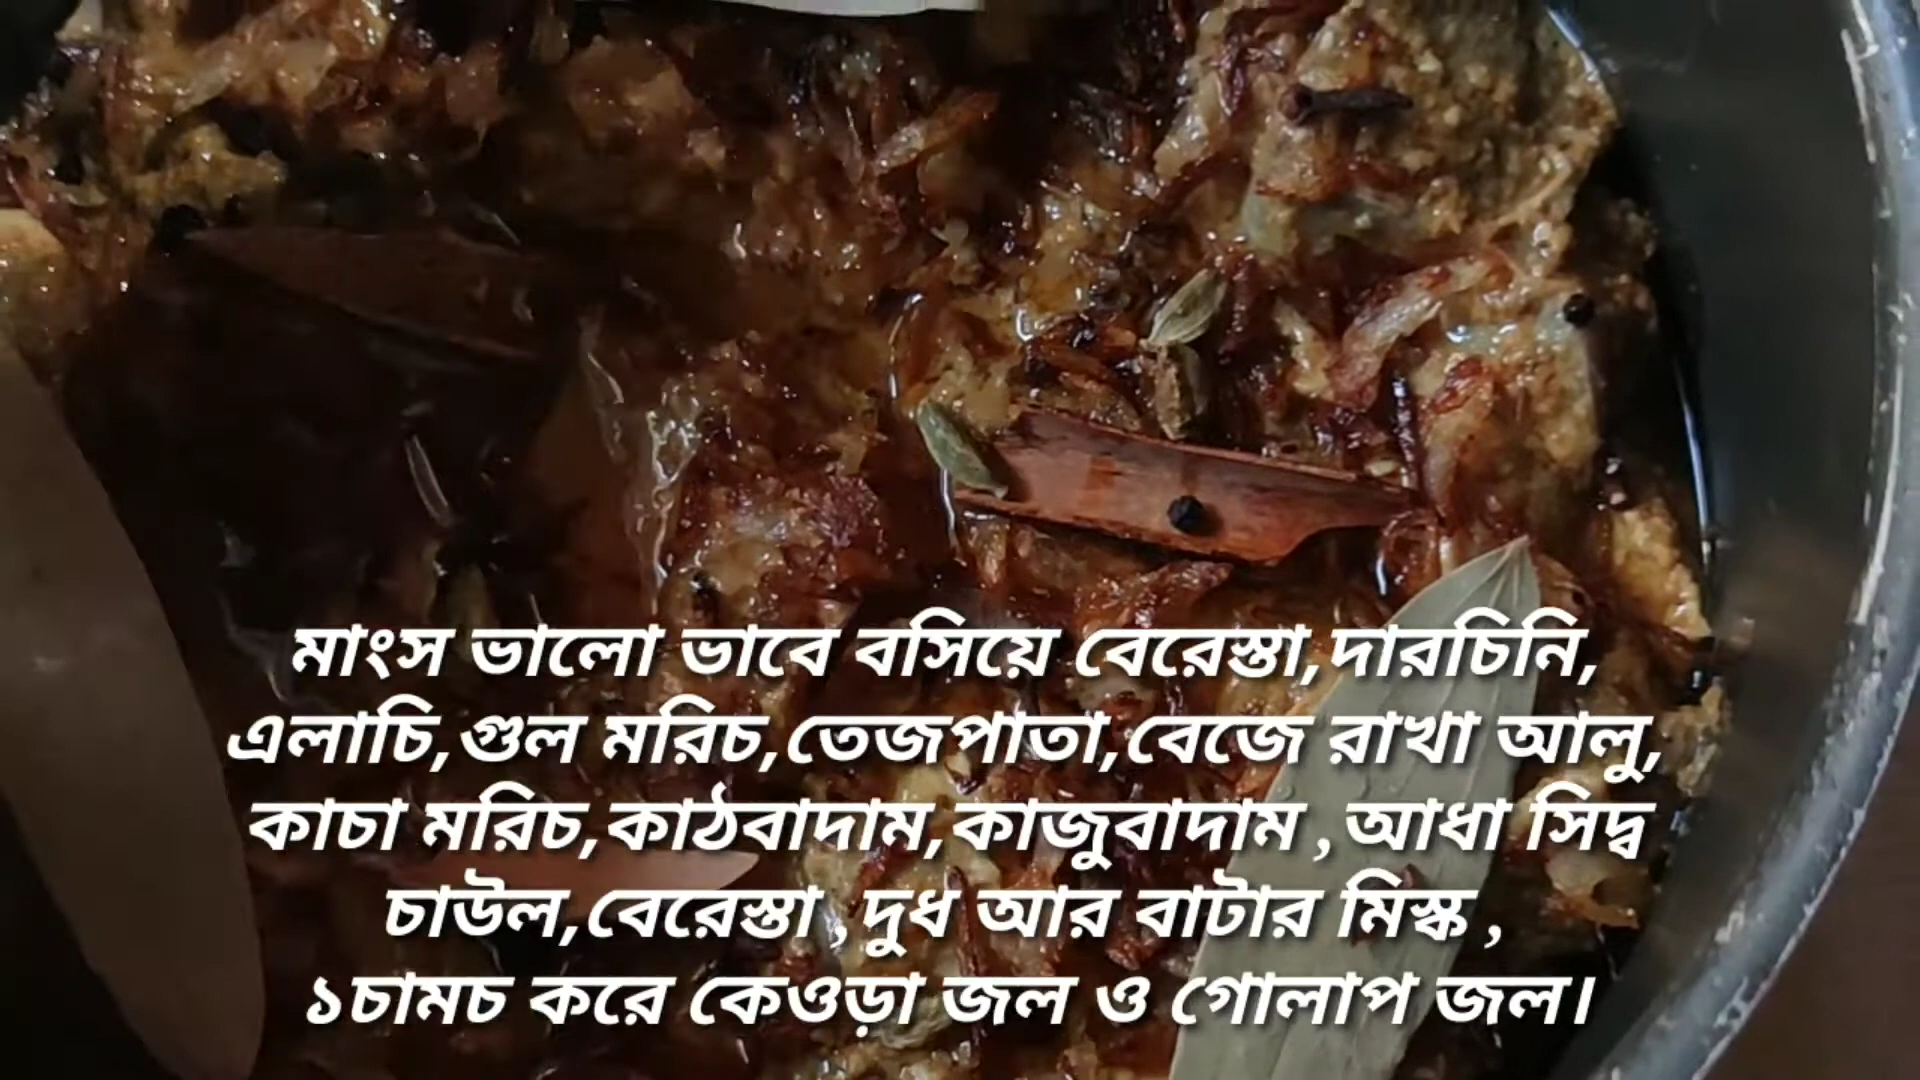 মাংস ভালো ভাবে বসিয়ে বেরেস্তা,দারচিনি,
এলাচি,গুল মরিচ,তেজপাতা,বেজে রাখা আলু,
কাচা মরিচ,কাঠবাদাম,কাজুবাদাম ,আধা সিদ্ব
চাউল,বেরেস্তা ,দুধ আর বাটার মিস্ক ,
১চামচ করে কেওড়া জল ও গোলাপ জল।